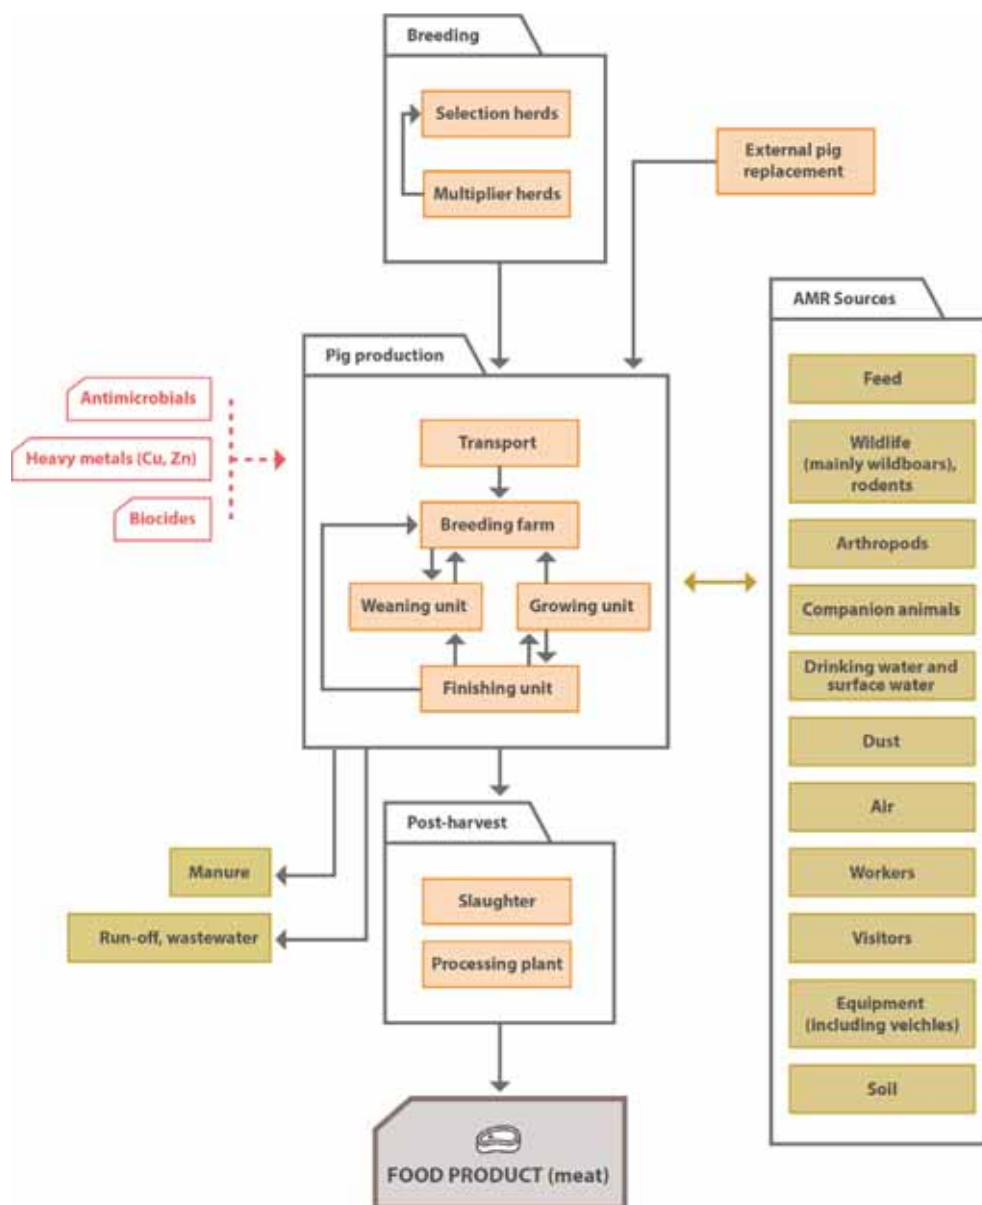 Breeding
Selection herds
Multiplier herds
External pig
replacement
AMR Sources
Feed
Wildlife
(mainly wildboars),
rodents
Arthropods
Companion animals
Drinking water and
surface water
Dust
Air
Workers
Visitors
Equipment
(including veichles)
Soil
Pig production
Antimicrobials
Heavy metals (Cu, Zn)
Biocides
Transport
Breeding farm
Weaning unit
Growing unit
Finishing unit
Manure
Run-off, wastewater
Post-harvest
Slaughter
Processing plant
FOOD PRODUCT (meat)